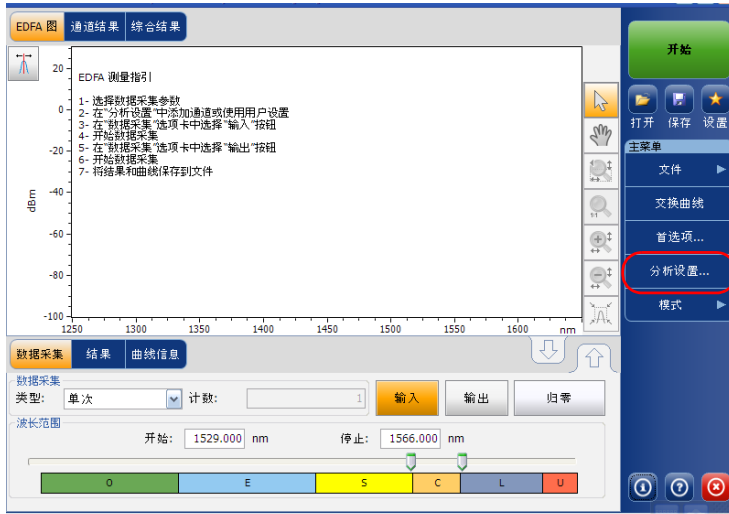 EDFA 图 通道结果 综合结果
EDFA 测量指引
1- 选择数据采集参数
2- 在"分析设置"中添加通道或使用用户设置
3- 在"数据采集"选项卡中选择"输入"按钮
4- 开始数据采集
5- 在"数据采集"选项卡中选择"输出"按钮
6- 开始数据采集
7- 将结果和曲线保存到文件
20
0
-20
-40
-60
-80
-100
dBm
1250 1300 1350 1400 1450 1500 1550 1600 nm
1:1
数据采集 结果 曲线信息
数据采集
类型: 单次 计数: 1 输入 输出 归零
波长范围
开始: 1529.000 nm 停止: 1566.000 nm
O E S C L U
开始
打开 保存 设置
主菜单
文件
交换曲线
首选项...
分析设置...
模式